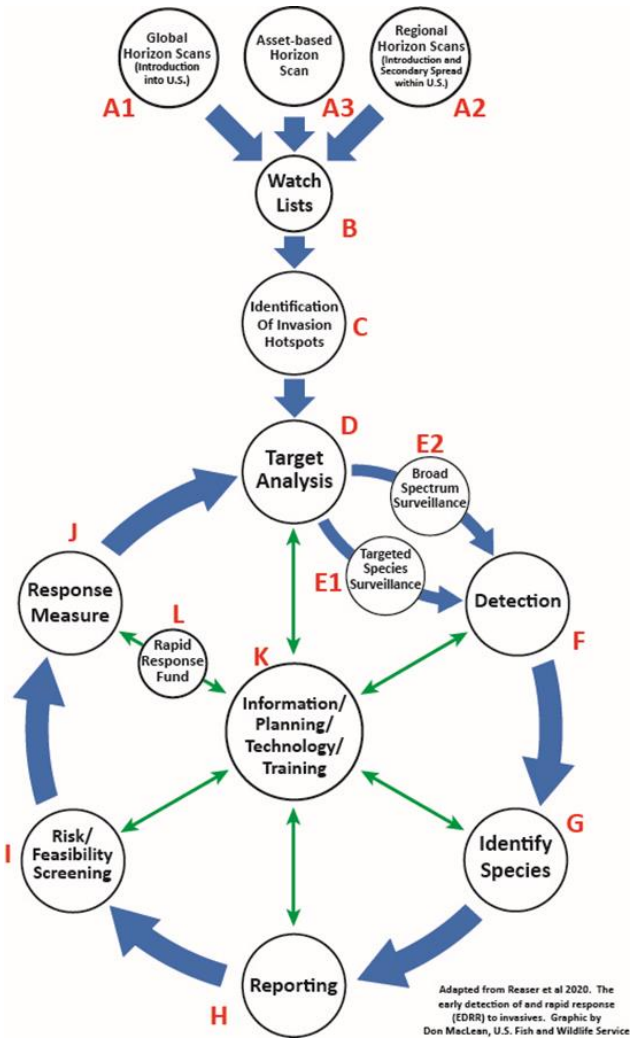 Global
Horizon Scans
(Introduction
into U.S.)
A1
Asset-based
Horizon
Scan
A3
Regional
Horizon Scans
(Introduction and
Secondary Spread
within U.S.)
A2
Watch
Lists
B
Identification
Of Invasion
Hotspots
C
Target
Analysis
D
E2
Broad
Spectrum
Surveillance
Targeted
Species
Surveillance
E1
Detection
F
J
Response
Measure
L
Rapid
Response
Fund
K
Information/
Planning/
Technology/
Training
G
Identify
Species
I
Risk/
Feasibility
Screening
Reporting
H
Adapted from Reaser et al 2020. The
early detection of and rapid response
(EDRR) to invasives. Graphic by
Don MacLean, U.S. Fish and Wildlife Service